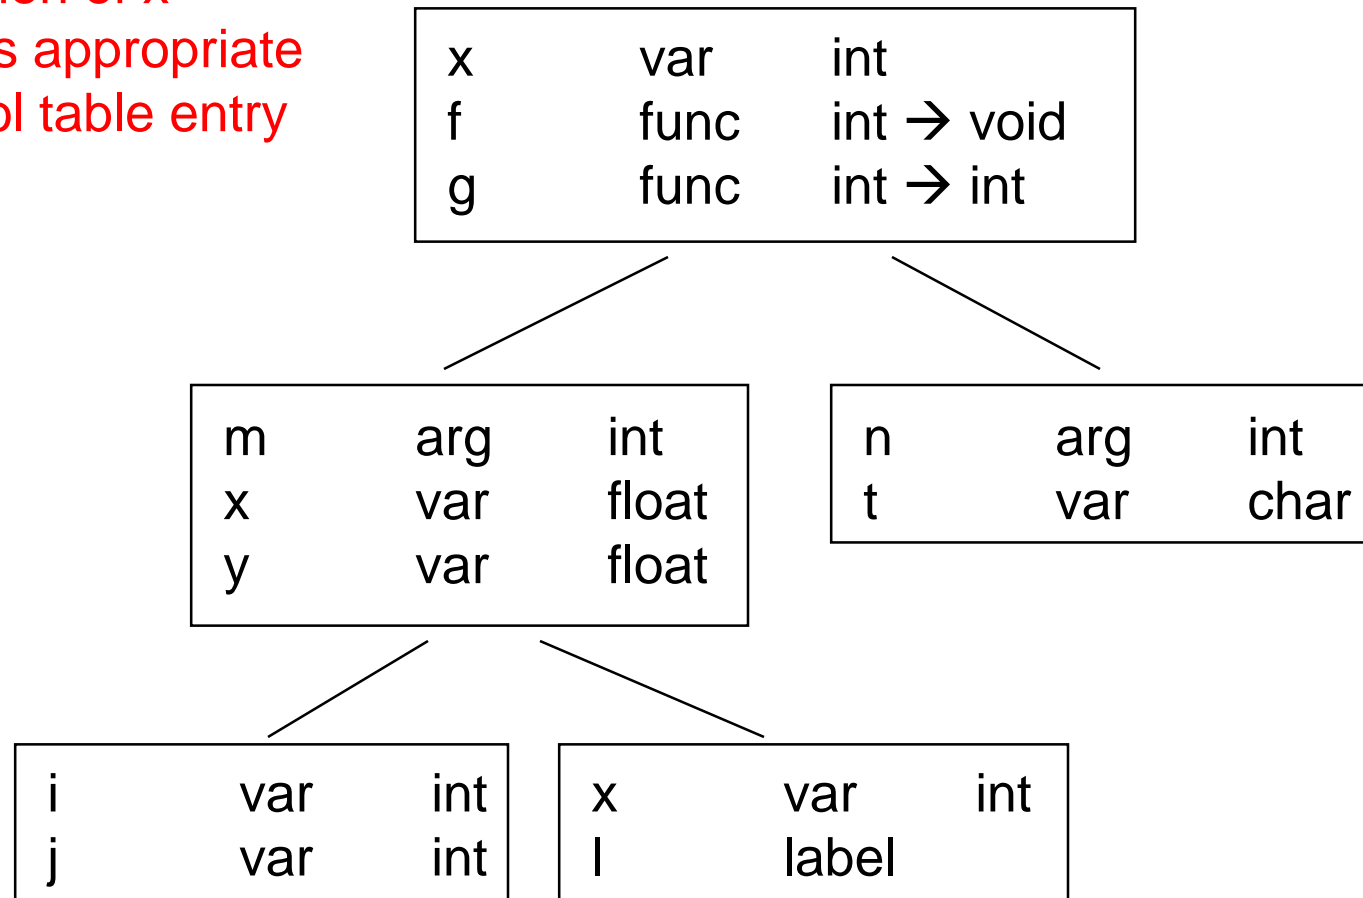 of x
appropriate
table entry
x var int
f func int → void
g func int → int
m arg int
x var float
y var float
n arg int
t var char
i var int
j var int
x var int
l label